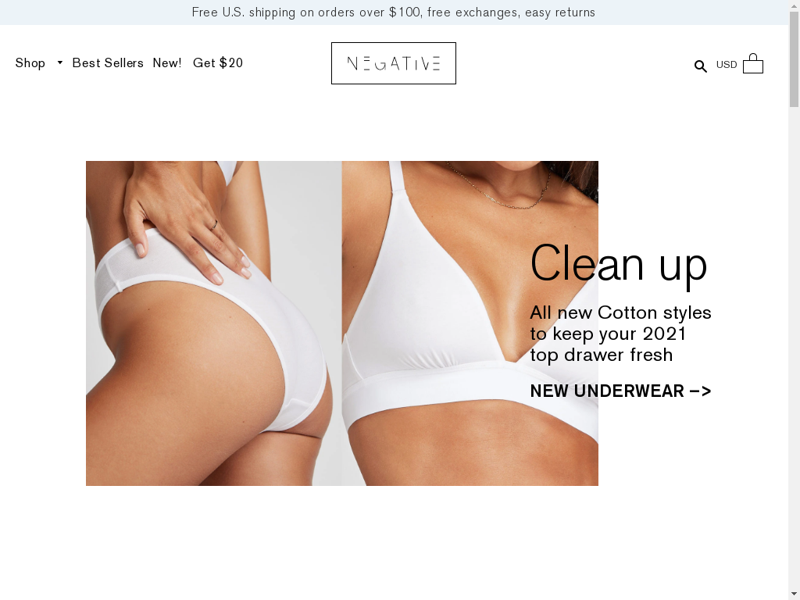 Free U.S. shipping on orders over $100, free exchanges, easy returns
Shop Best Sellers New! Get $20
NEGATIVE
USD
Clean up
All new Cotton styles
to keep your 2021
top drawer fresh
NEW UNDERWEAR –>